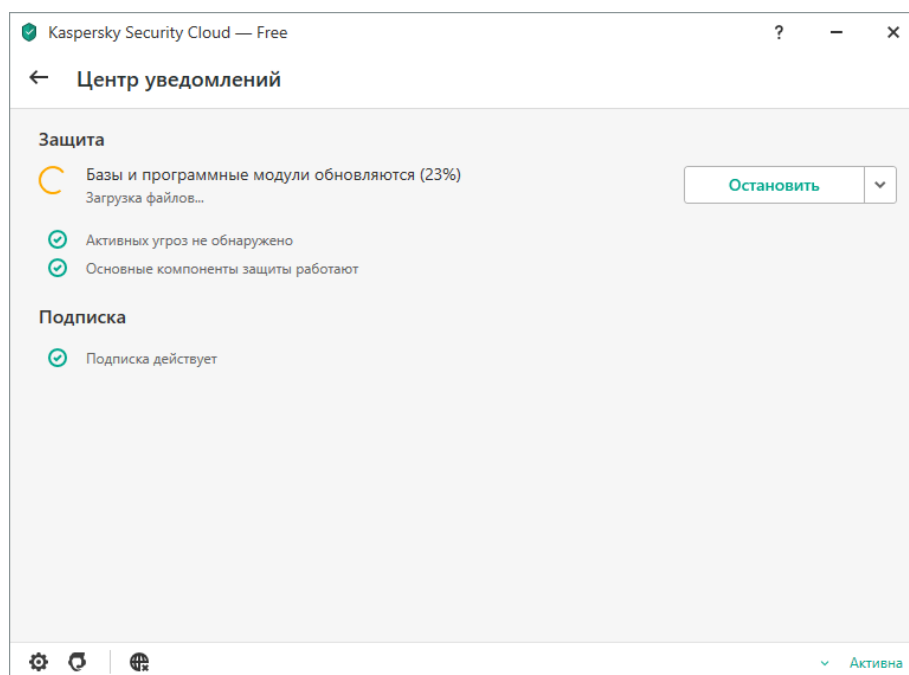 Kaspersky Security Cloud — Free
?
Центр уведомлений
Защита
Базы и программные модули обновляются (23%)
Загрузка файлов...
Остановить
Активных угроз не обнаружено
Основные компоненты защиты работают
Подписка
Подписка действует
Активна